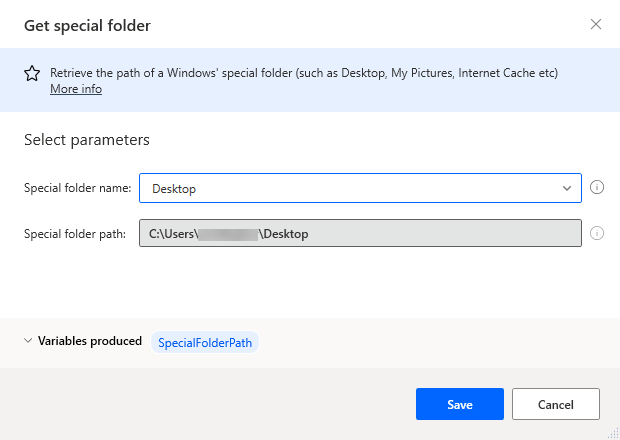 Get special folder
Retrieve the path of a Windows' special folder (such as Desktop, My Pictures, Internet Cache etc)
More info
Select parameters
Special folder name: Desktop
Special folder path: C:\Users\ \Desktop
Variables produced SpecialFolderPath
Save Cancel